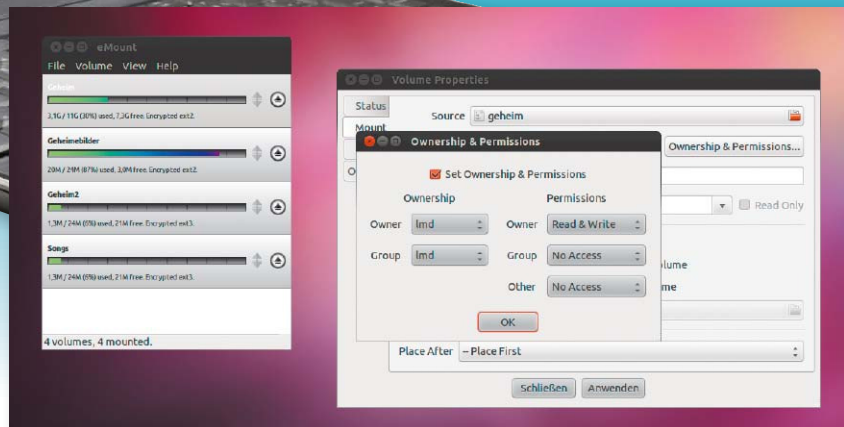 eMount
File Volume View Help
Geheim
3,1G / 11G (30%) used, 7,3G free. Encrypted ext2.
Geheimebilder
20M / 24M (87%) used, 3,0M free. Encrypted ext2.
Geheim2
1,3M / 24M (6%) used, 21M free. Encrypted ext3.
Songs
1,3M / 24M (6%) used, 21M free. Encrypted ext3.
4 volumes, 4 mounted.
Volume Properties
Status
Source geheim
Mount
Ownership & Permissions...
O
Read Only
olume
me
Place After – Place First
Schließen Anwenden
Ownership & Permissions
Set Ownership & Permissions
Ownership Permissions
Owner lmd Owner Read & Write
Group lmd Group No Access
Other No Access
OK